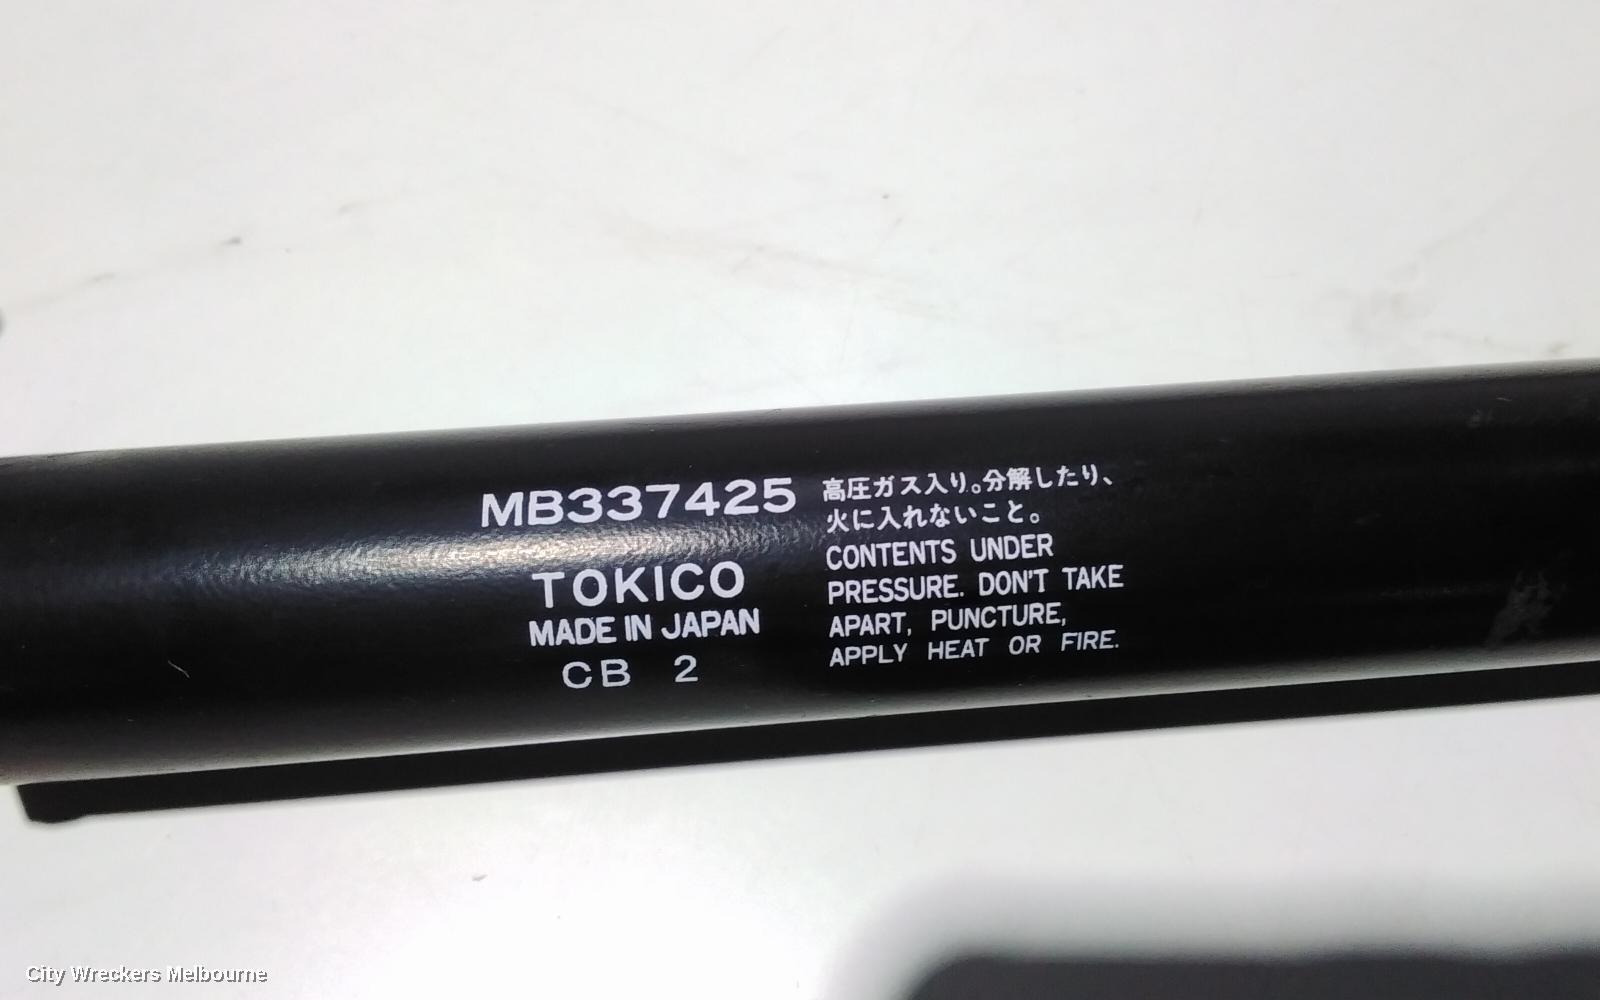 MB337425
TOKICO
MADE IN JAPAN
CB 2
高圧ガス入り。分解したり、
火に入れないこと。
CONTENTS UNDER
PRESSURE. DON'T TAKE
APART, PUNCTURE,
APPLY HEAT OR FIRE.
City Wreckers Melbourne